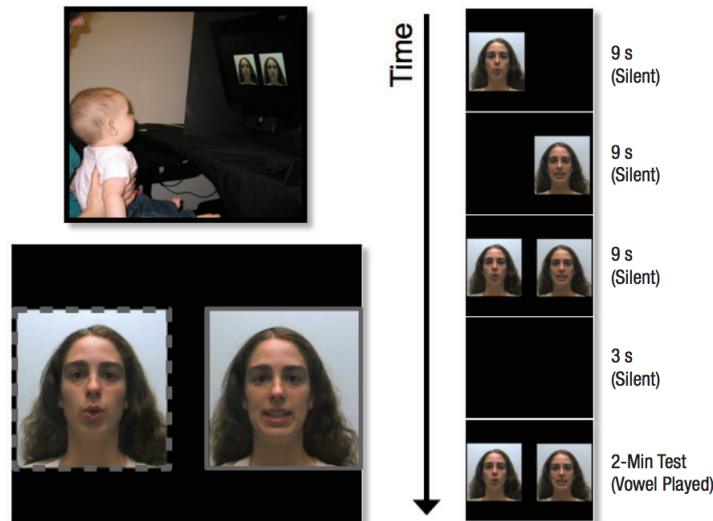 Time
9 s
(Silent)
9 s
(Silent)
9 s
(Silent)
3 s
(Silent)
2-Min Test
(Vowel Played)